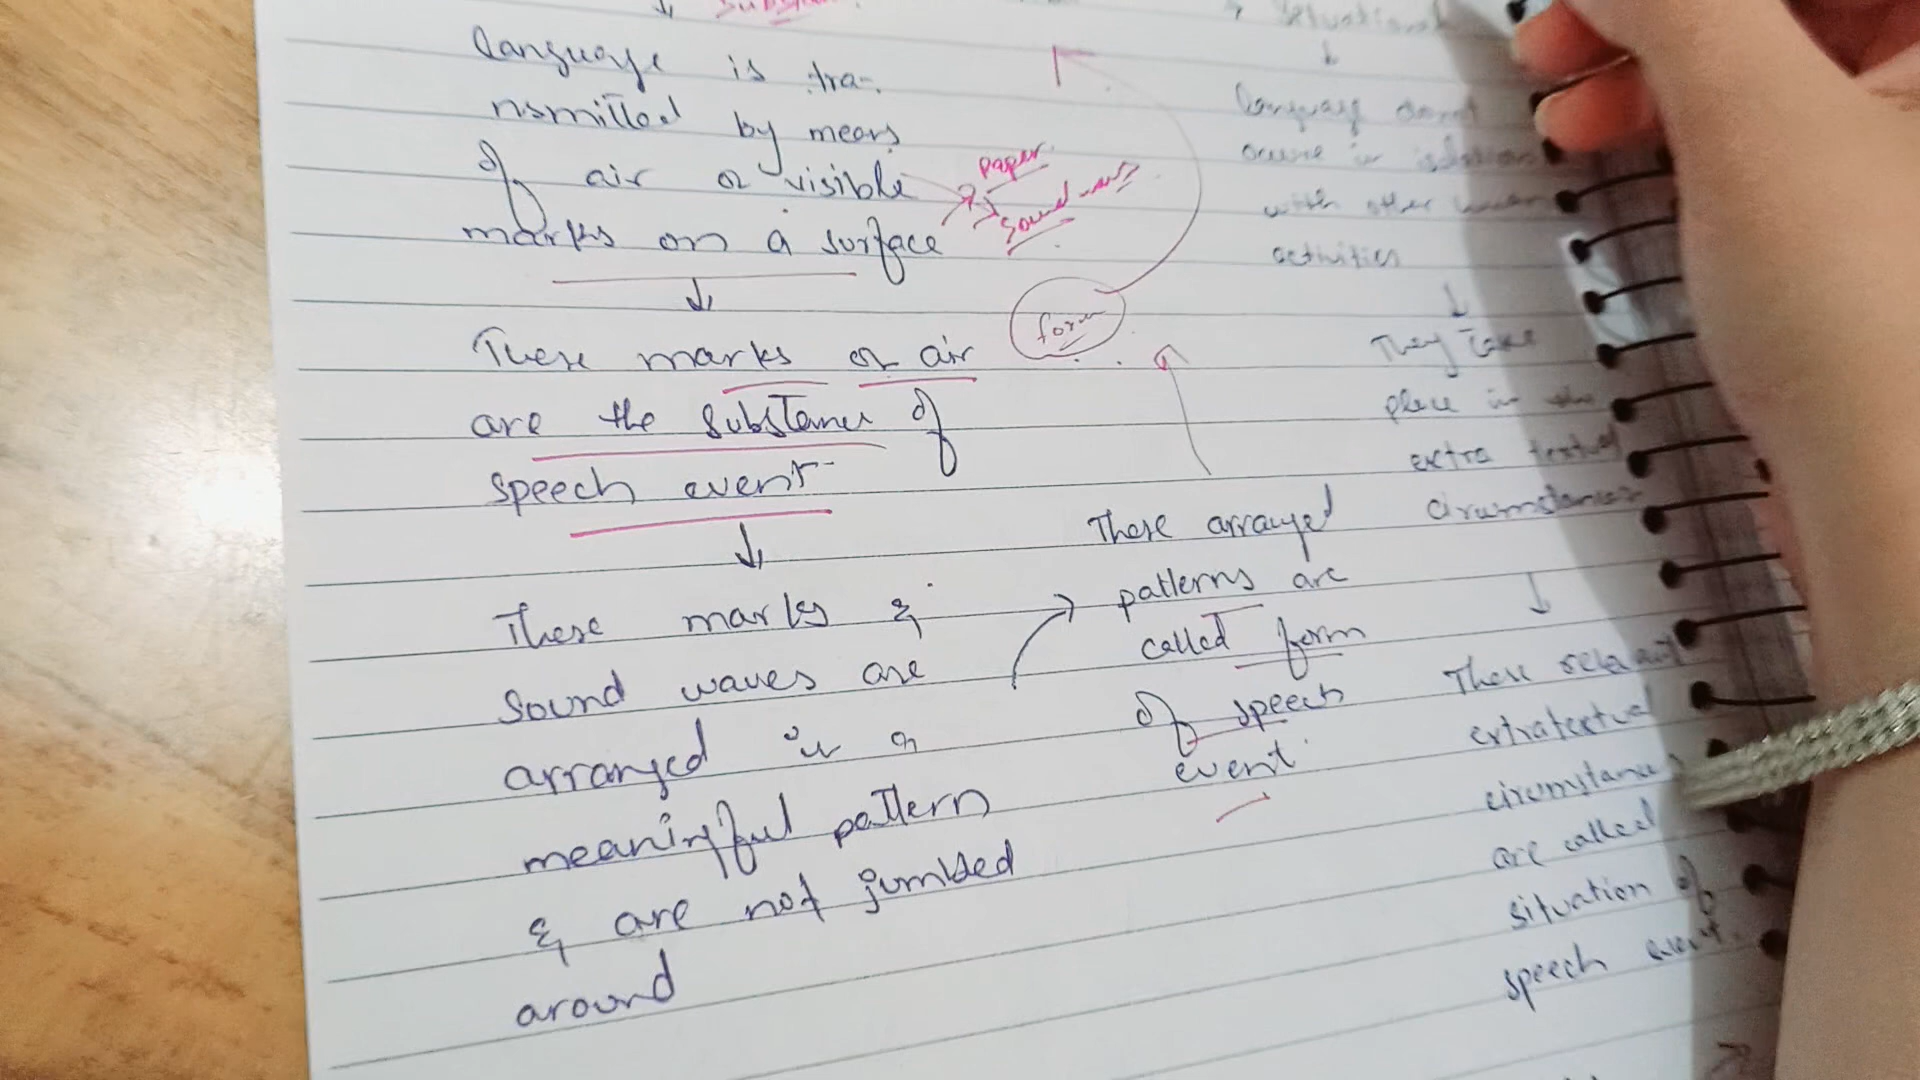 Language is tra-
nsmitted by means
of air or visible
marks on a surface
paper
sound waves
↓
These marks or air
are the substance of
speech event
form
↓
These marks &
sound waves are
arranged in a
meaningful pattern
& are not jumbled
around
These arranged
patterns are
called form
of speech
event
situational
↓
language
occure in isolation
with other human
activities
↓
They take
place in
extra textual
circumstances
↓
These relevant
extratextual
circumstances
are called
situation of
speech event.